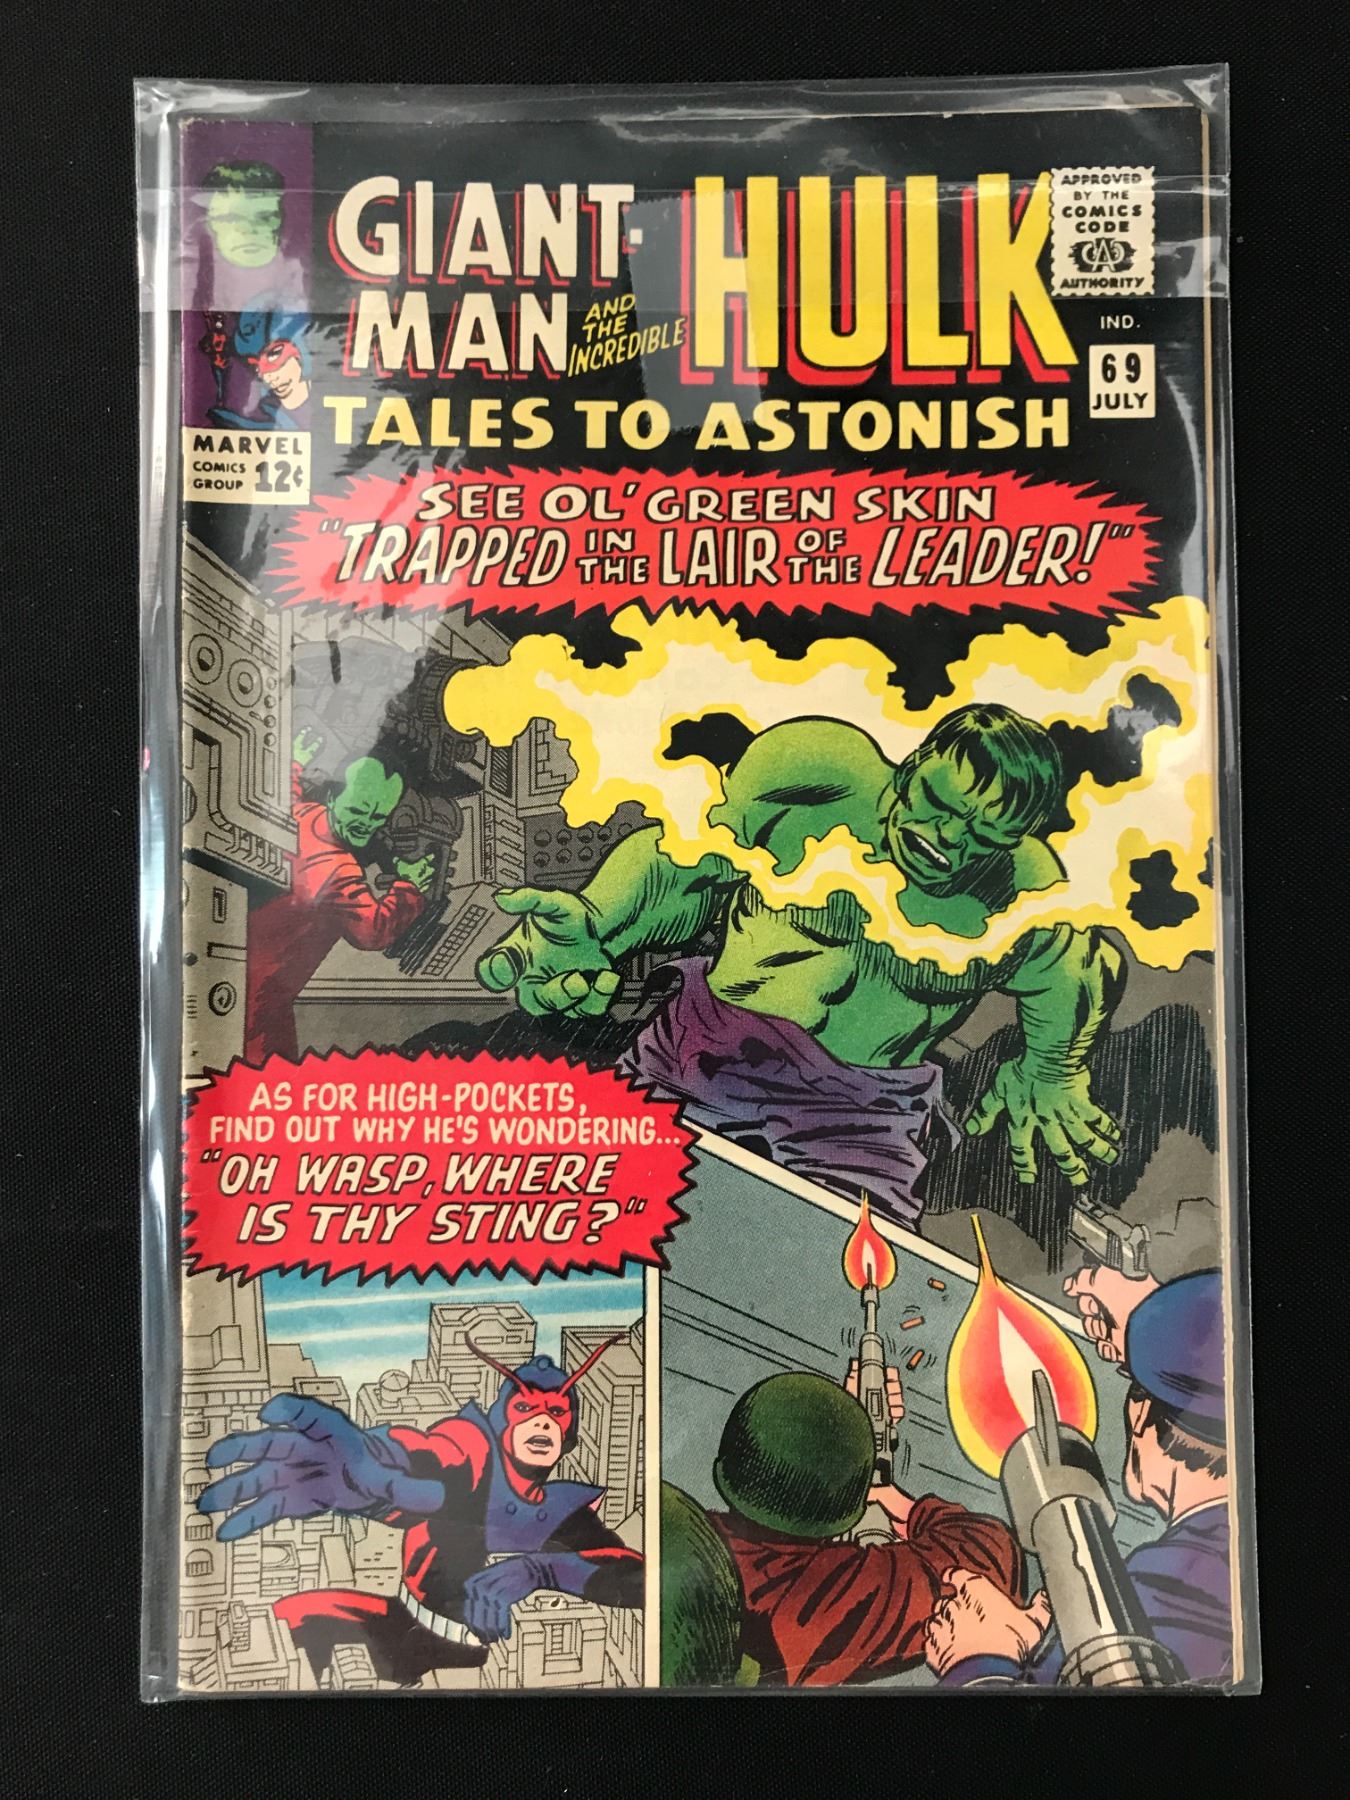 GIANT-
MAN
AND
THE
INCREDIBLE
HULK
APPROVED
BY THE
COMICS
CODE
CA
AUTHORITY
IND.
69
JULY
TALES TO ASTONISH
MARVEL
COMICS
GROUP 12¢
SEE OL' GREEN SKIN
"TRAPPED IN THE LAIR OF THE LEADER!"
AS FOR HIGH-POCKETS,
FIND OUT WHY HE'S WONDERING...
"OH WASP, WHERE
IS THY STING?"